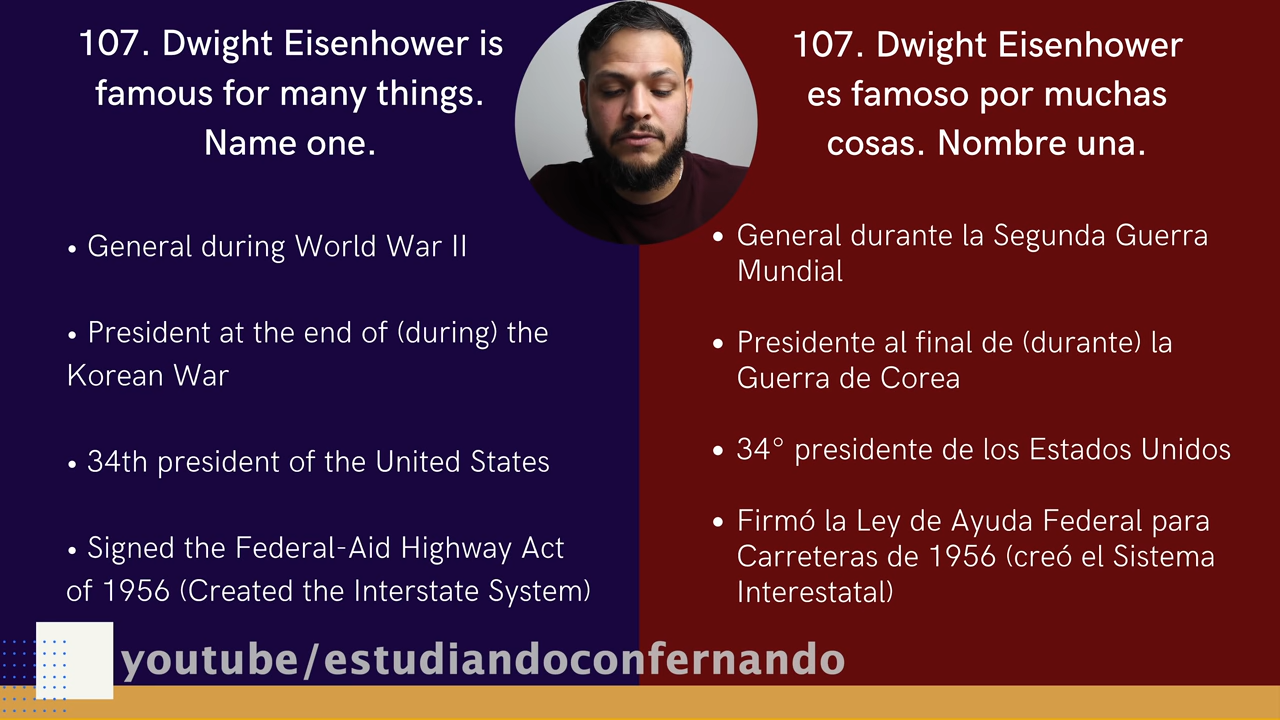 107. Dwight Eisenhower is
famous for many things.
Name one.
• General during World War II
• President at the end of (during) the
Korean War
• 34th president of the United States
• Signed the Federal-Aid Highway Act
of 1956 (Created the Interstate System)
107. Dwight Eisenhower
es famoso por muchas
cosas. Nombre una.
• General durante la Segunda Guerra
Mundial
• Presidente al final de (durante) la
Guerra de Corea
• 34° presidente de los Estados Unidos
• Firmó la Ley de Ayuda Federal para
Carreteras de 1956 (creó el Sistema
Interestatal)
youtube/estudiandoconfernando